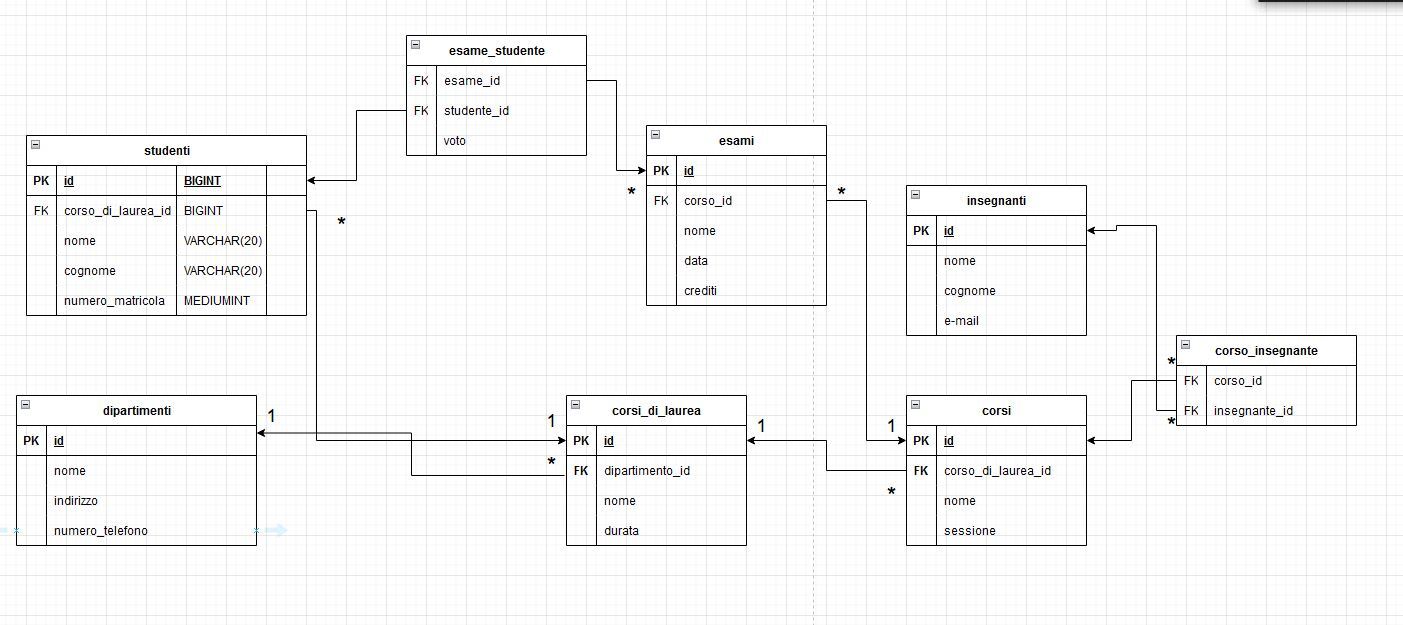 esame_studente
FK esame_id
FK studente_id
voto
studenti
PK id BIGINT
FK corso_di_laurea_id BIGINT
nome VARCHAR(20)
cognome VARCHAR(20)
numero_matricola MEDIUMINT
*
esami
PK id
* *
FK corso_id
nome
data
crediti
insegnanti
PK id
nome
cognome
e-mail
corso_insegnante
*
FK corso_id
FK insegnante_id
*
dipartimenti
1
PK id
nome
indirizzo
numero_telefono
corsi_di_laurea
1 1
PK id
*
FK dipartimento_id
nome
durata
corsi
1
PK id
FK corso_di_laurea_id
*
nome
sessione